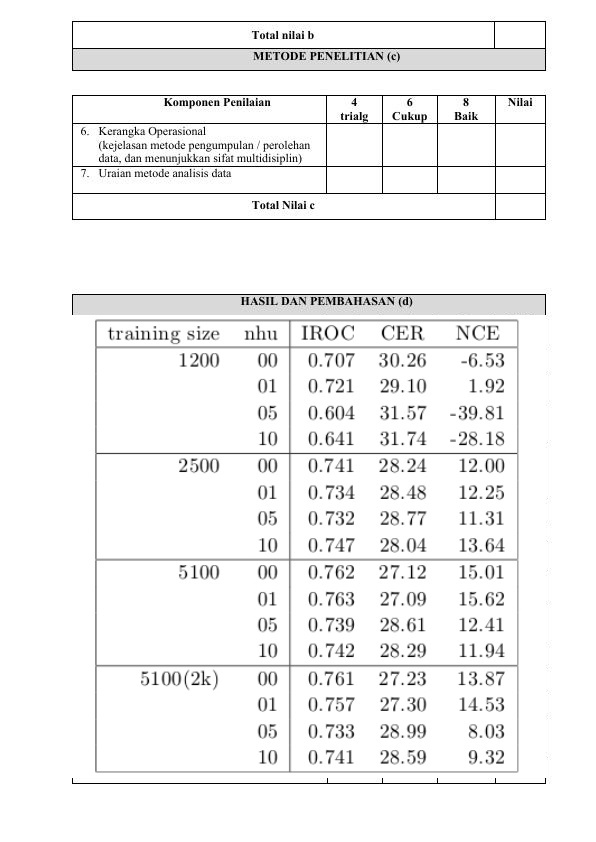 Total nilai b
METODE PENELITIAN (c)
Komponen Penilaian 4 trialg 6 Cukup 8 Baik Nilai
6. Kerangka Operasional
(kejelasan metode pengumpulan / perolehan
data, dan menunjukkan sifat multidisiplin)
7. Uraian metode analisis data
Total Nilai c
HASIL DAN PEMBAHASAN (d)
training size nhu IROC CER NCE
1200 00 0.707 30.26 -6.53
01 0.721 29.10 1.92
05 0.604 31.57 -39.81
10 0.641 31.74 -28.18
2500 00 0.741 28.24 12.00
01 0.734 28.48 12.25
05 0.732 28.77 11.31
10 0.747 28.04 13.64
5100 00 0.762 27.12 15.01
01 0.763 27.09 15.62
05 0.739 28.61 12.41
10 0.742 28.29 11.94
5100(2k) 00 0.761 27.23 13.87
01 0.757 27.30 14.53
05 0.733 28.99 8.03
10 0.741 28.59 9.32